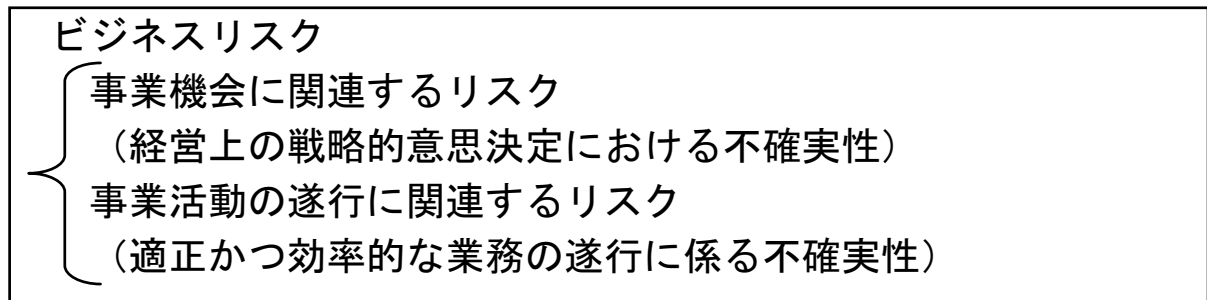 ビジネスリスク
事業機会に関連するリスク
（経営上の戦略的意思決定における不確実性）
事業活動の遂行に関連するリスク
（適正かつ効率的な業務の遂行に係る不確実性）